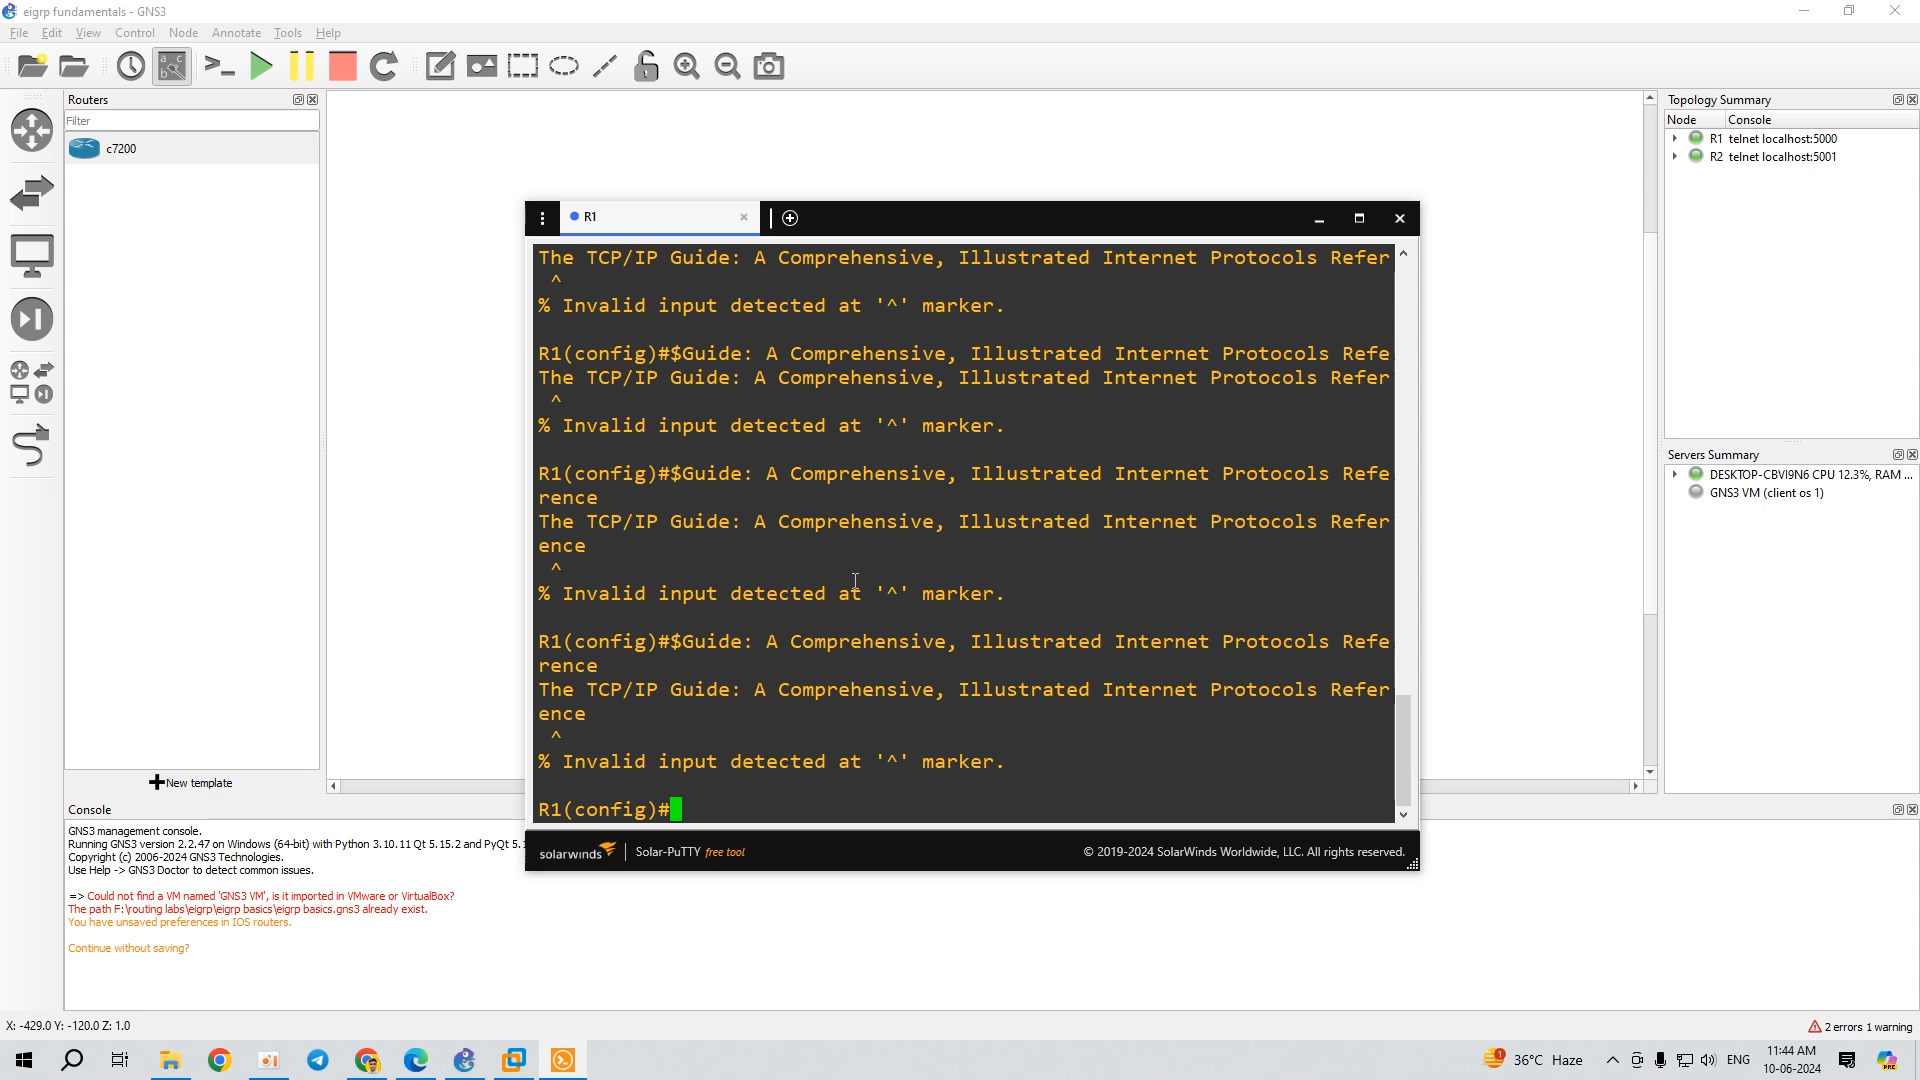 eigrp fundamentals - GNS3
File Edit View Control Node Annotate Tools Help
Routers
Filter
c7200
New template
R1
The TCP/IP Guide: A Comprehensive, Illustrated Internet Protocols Refer
^
% Invalid input detected at '^' marker.
R1(config)#$Guide: A Comprehensive, Illustrated Internet Protocols Refe
The TCP/IP Guide: A Comprehensive, Illustrated Internet Protocols Refer
^
% Invalid input detected at '^' marker.
R1(config)#$Guide: A Comprehensive, Illustrated Internet Protocols Refe
rence
The TCP/IP Guide: A Comprehensive, Illustrated Internet Protocols Refer
ence
^
% Invalid input detected at '^' marker.
R1(config)#$Guide: A Comprehensive, Illustrated Internet Protocols Refe
rence
The TCP/IP Guide: A Comprehensive, Illustrated Internet Protocols Refer
ence
^
% Invalid input detected at '^' marker.
R1(config)#
solarwinds Solar-PuTTY free tool © 2019-2024 SolarWinds Worldwide, LLC. All rights reserved.
Topology Summary
Node Console
R1 telnet localhost:5000
R2 telnet localhost:5001
Servers Summary
DESKTOP-CBVI9N6 CPU 12.3%, RAM ...
GNS3 VM (client os 1)
Console
GNS3 management console.
Running GNS3 version 2.2.47 on Windows (64-bit) with Python 3.10.11 Qt 5.15.2 and PyQt 5.1
Copyright (c) 2006-2024 GNS3 Technologies.
Use Help -> GNS3 Doctor to detect common issues.
=> Could not find a VM named 'GNS3 VM', is it imported in VMware or VirtualBox?
The path F:\routing labs\eigrp\eigrp basics\eigrp basics.gns3 already exist.
You have unsaved preferences in IOS routers.
Continue without saving?
X: -429.0 Y: -120.0 Z: 1.0
2 errors 1 warning
1 36°C Haze ENG 11:44 AM
10-06-2024